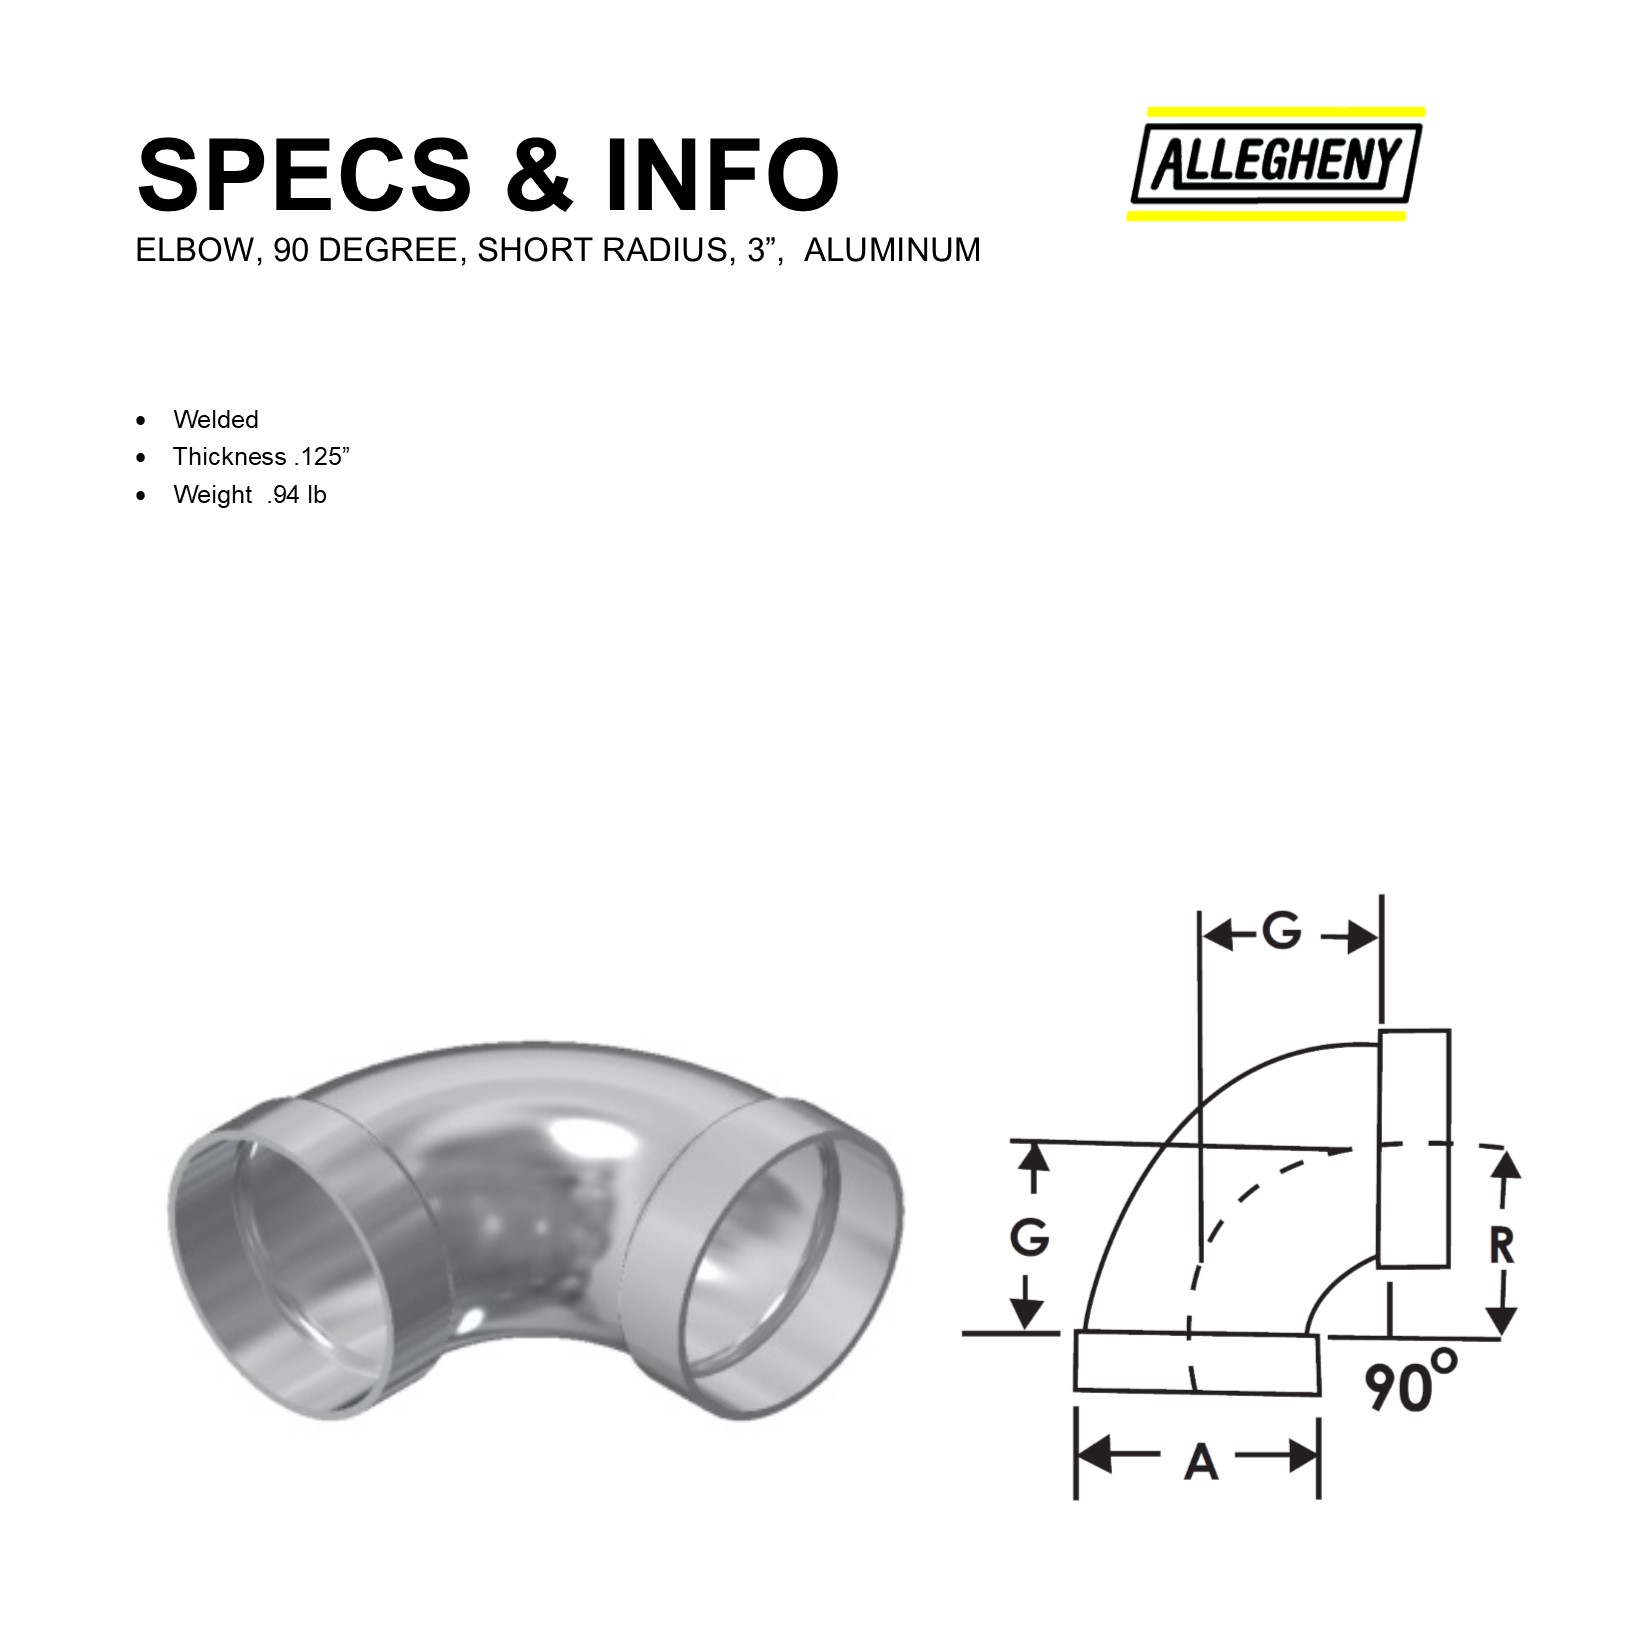 SPECS & INFO
ALLEGHENY
ELBOW, 90 DEGREE, SHORT RADIUS, 3”, ALUMINUM
• Welded
• Thickness .125”
• Weight .94 lb
G
G
R
90°
A